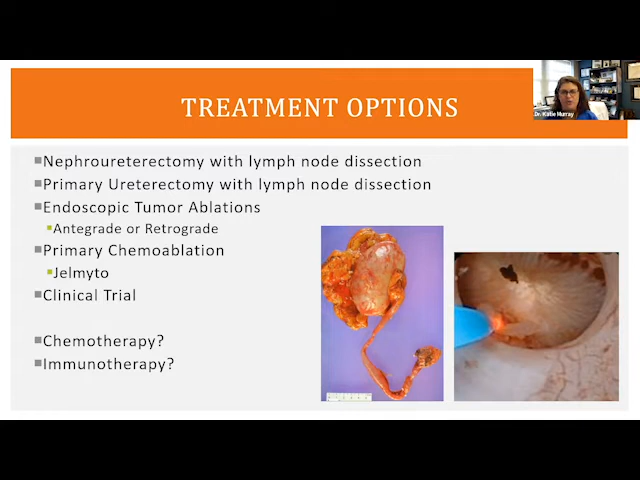 TREATMENT OPTIONS
Dr. Katie Murray
Nephroureterectomy with lymph node dissection
Primary Ureterectomy with lymph node dissection
Endoscopic Tumor Ablations
Antegrade or Retrograde
Primary Chemoablation
Jelmyto
Clinical Trial
Chemotherapy?
Immunotherapy?